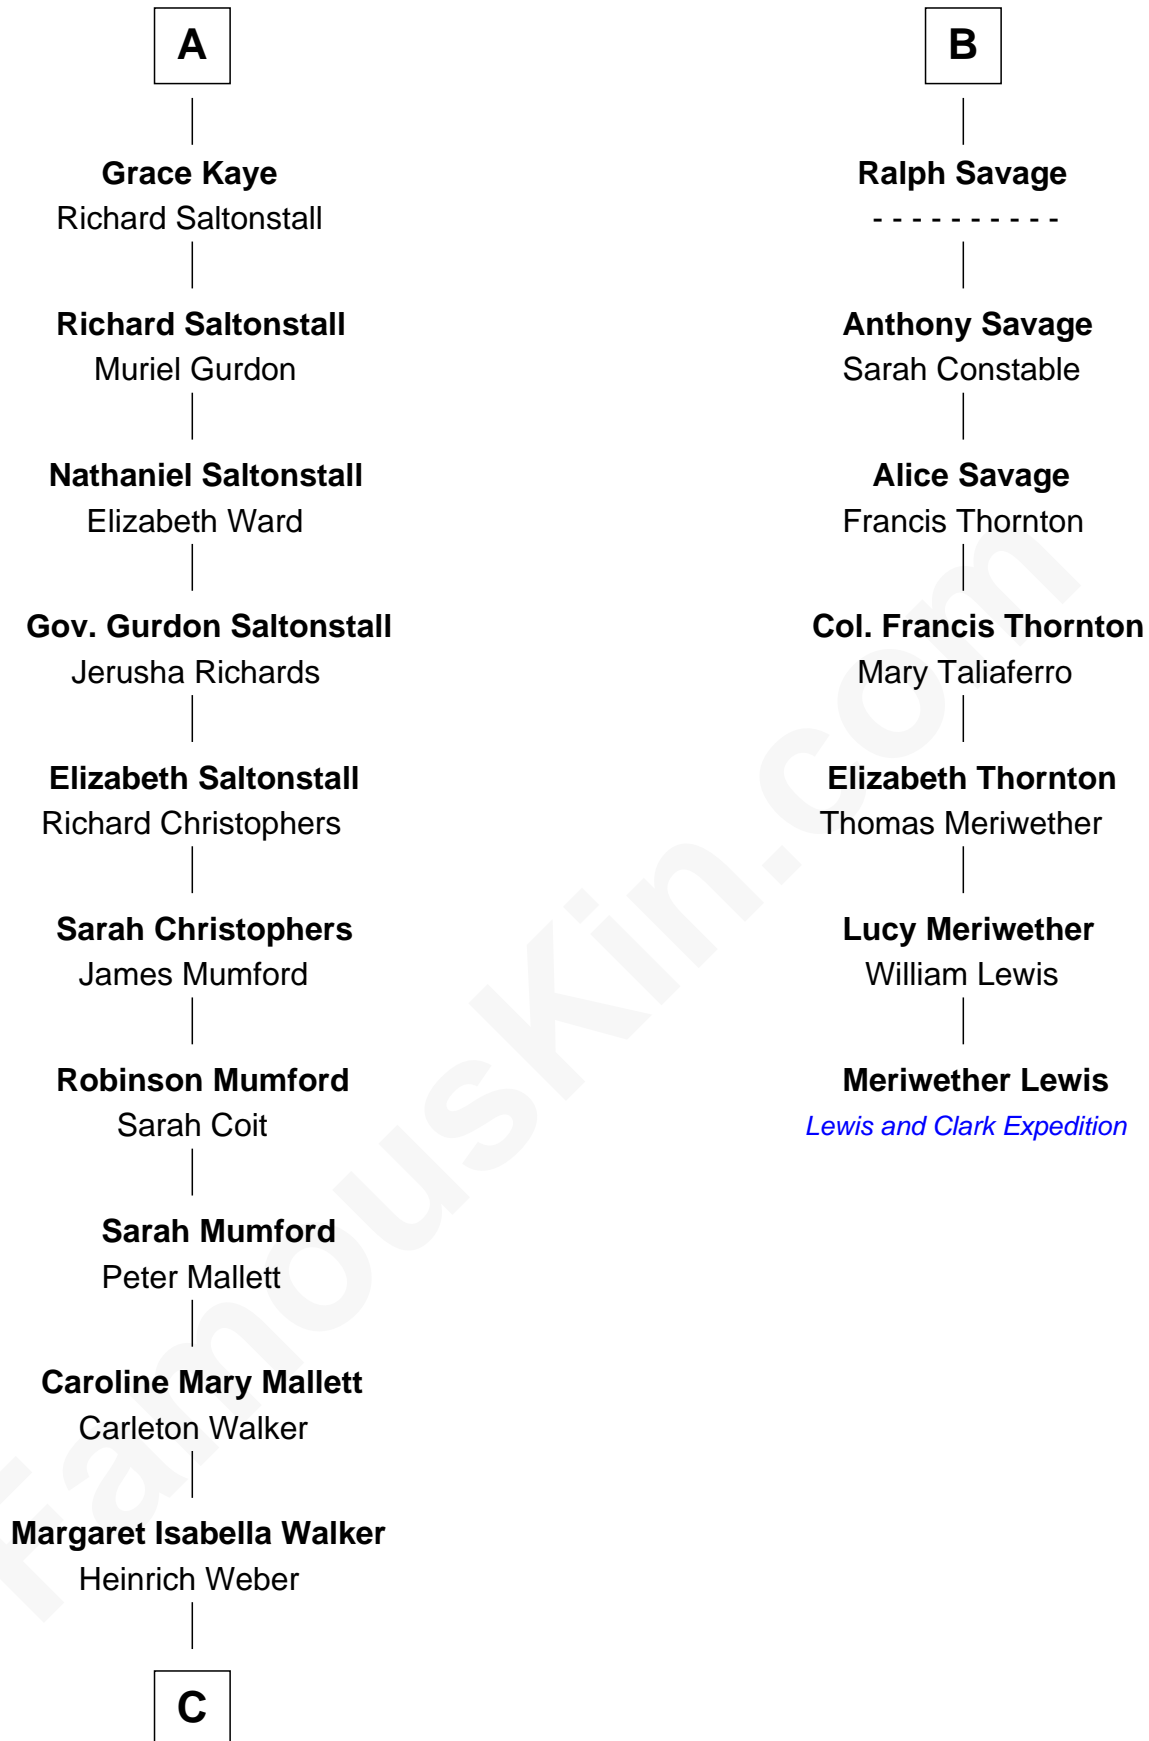 A
Grace Kaye
Richard Saltonstall
Richard Saltonstall
Muriel Gurdon
Nathaniel Saltonstall
Elizabeth Ward
Gov. Gurdon Saltonstall
Jerusha Richards
Elizabeth Saltonstall
Richard Christophers
Sarah Christophers
James Mumford
Robinson Mumford
Sarah Coit
Sarah Mumford
Peter Mallett
Caroline Mary Mallett
Carleton Walker
Margaret Isabella Walker
Heinrich Weber
C
B
Ralph Savage
- - - - - - - - - -
Anthony Savage
Sarah Constable
Alice Savage
Francis Thornton
Col. Francis Thornton
Mary Taliaferro
Elizabeth Thornton
Thomas Meriwether
Lucy Meriwether
William Lewis
Meriwether Lewis
Lewis and Clark Expedition
FamousKin.com